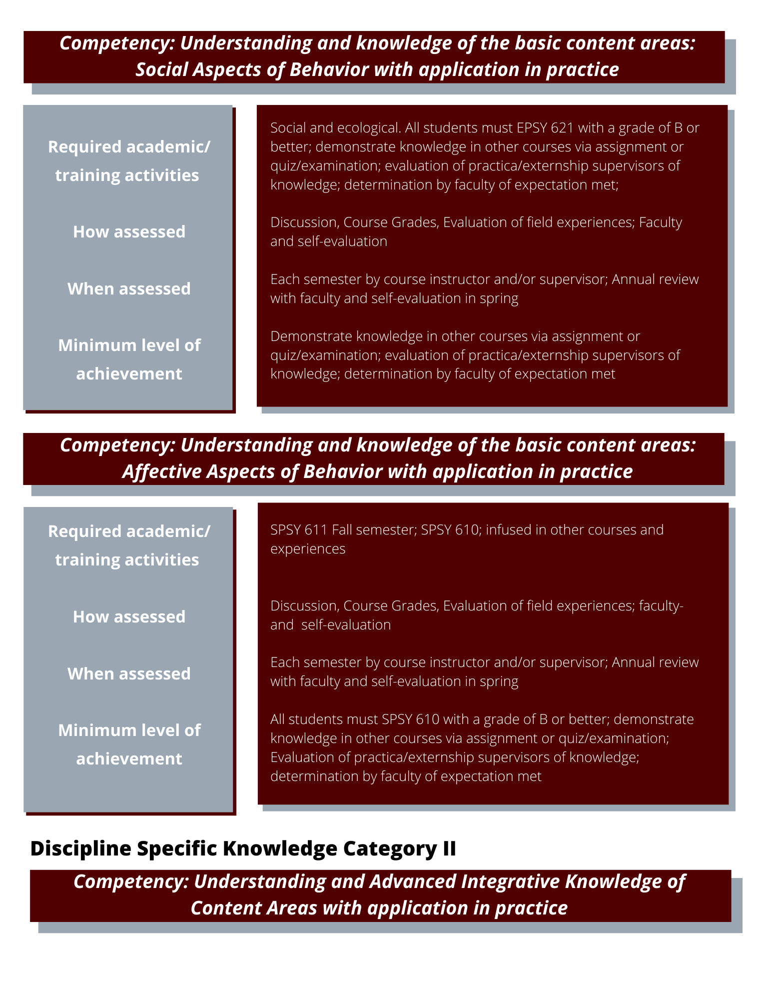 Competency: Understanding and knowledge of the basic content areas:
Social Aspects of Behavior with application in practice
Required academic/
training activities
Social and ecological. All students must EPSY 621 with a grade of B or
better; demonstrate knowledge in other courses via assignment or
quiz/examination; evaluation of practica/externship supervisors of
knowledge; determination by faculty of expectation met;
How assessed
Discussion, Course Grades, Evaluation of field experiences; Faculty
and self-evaluation
When assessed
Each semester by course instructor and/or supervisor; Annual review
with faculty and self-evaluation in spring
Minimum level of
achievement
Demonstrate knowledge in other courses via assignment or
quiz/examination; evaluation of practica/externship supervisors of
knowledge; determination by faculty of expectation met
Competency: Understanding and knowledge of the basic content areas:
Affective Aspects of Behavior with application in practice
Required academic/
training activities
SPSY 611 Fall semester; SPSY 610; infused in other courses and
experiences
How assessed
Discussion, Course Grades, Evaluation of field experiences; faculty-
and  self-evaluation
When assessed
Each semester by course instructor and/or supervisor; Annual review
with faculty and self-evaluation in spring
Minimum level of
achievement
All students must SPSY 610 with a grade of B or better; demonstrate
knowledge in other courses via assignment or quiz/examination;
Evaluation of practica/externship supervisors of knowledge;
determination by faculty of expectation met
Discipline Specific Knowledge Category II
Competency: Understanding and Advanced Integrative Knowledge of
Content Areas with application in practice